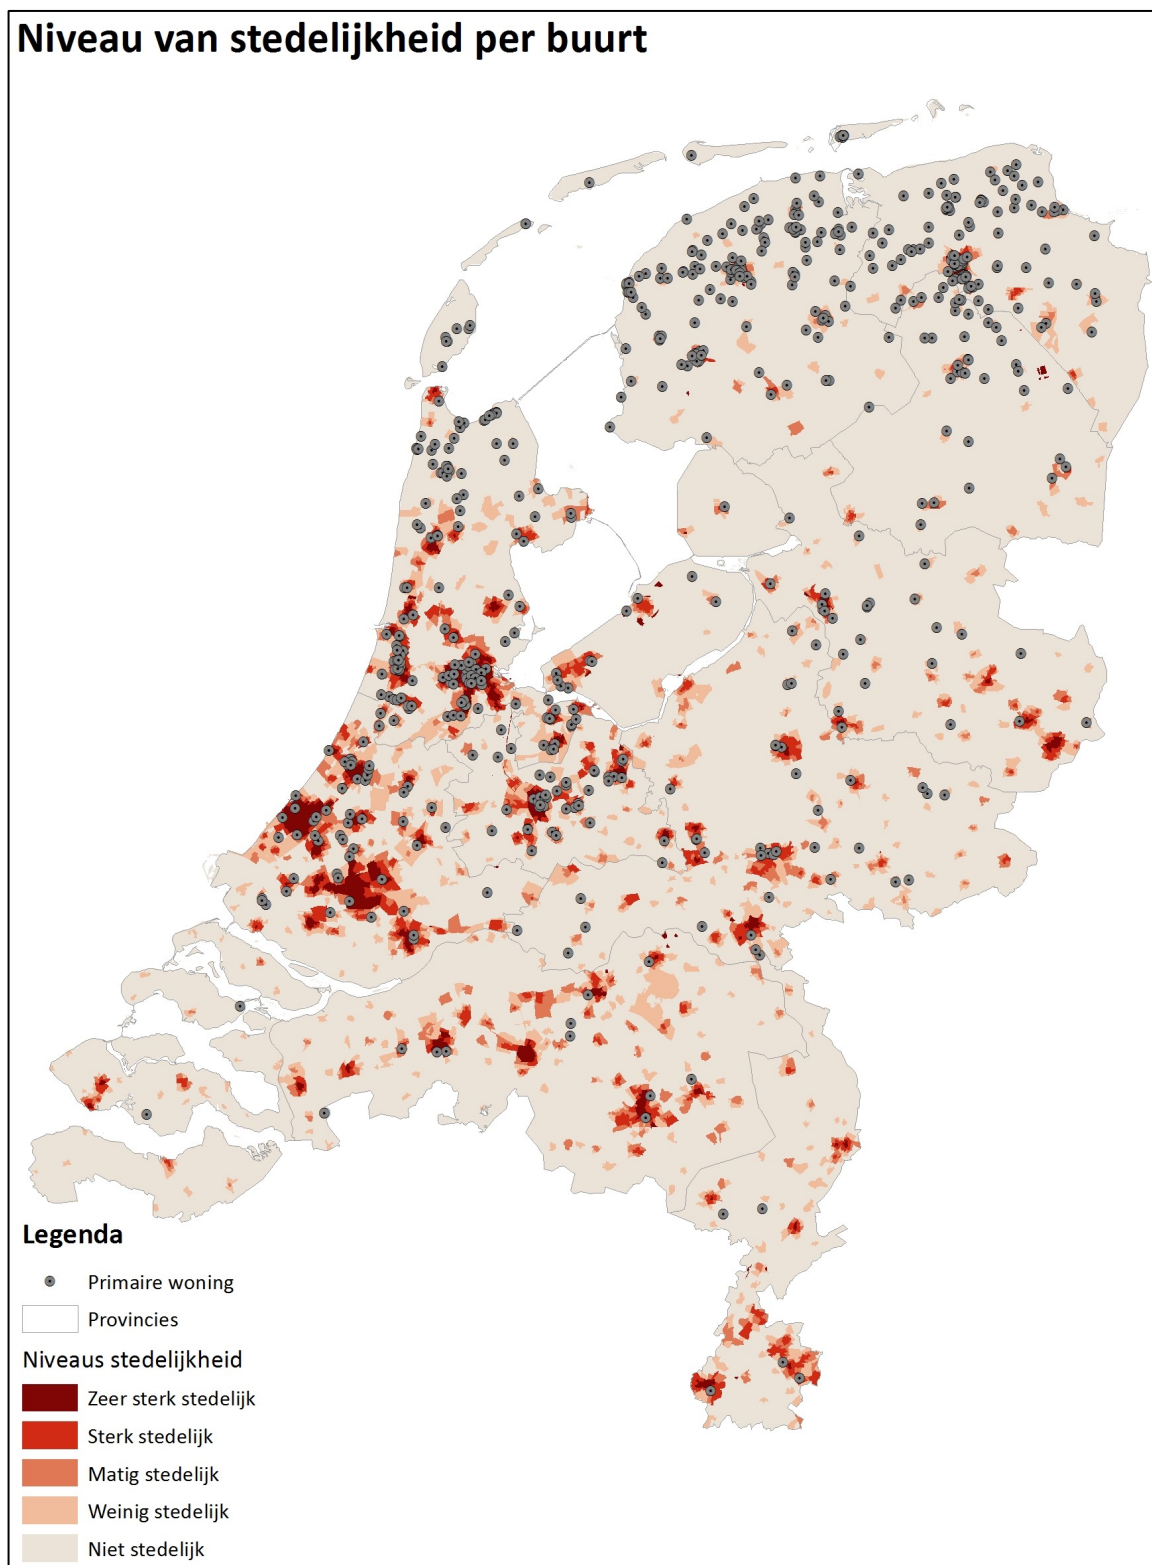 Niveau van stedelijkheid per buurt
Legenda
Primaire woning
Provincies
Niveaus stedelijkheid
Zeer sterk stedelijk
Sterk stedelijk
Matig stedelijk
Weinig stedelijk
Niet stedelijk